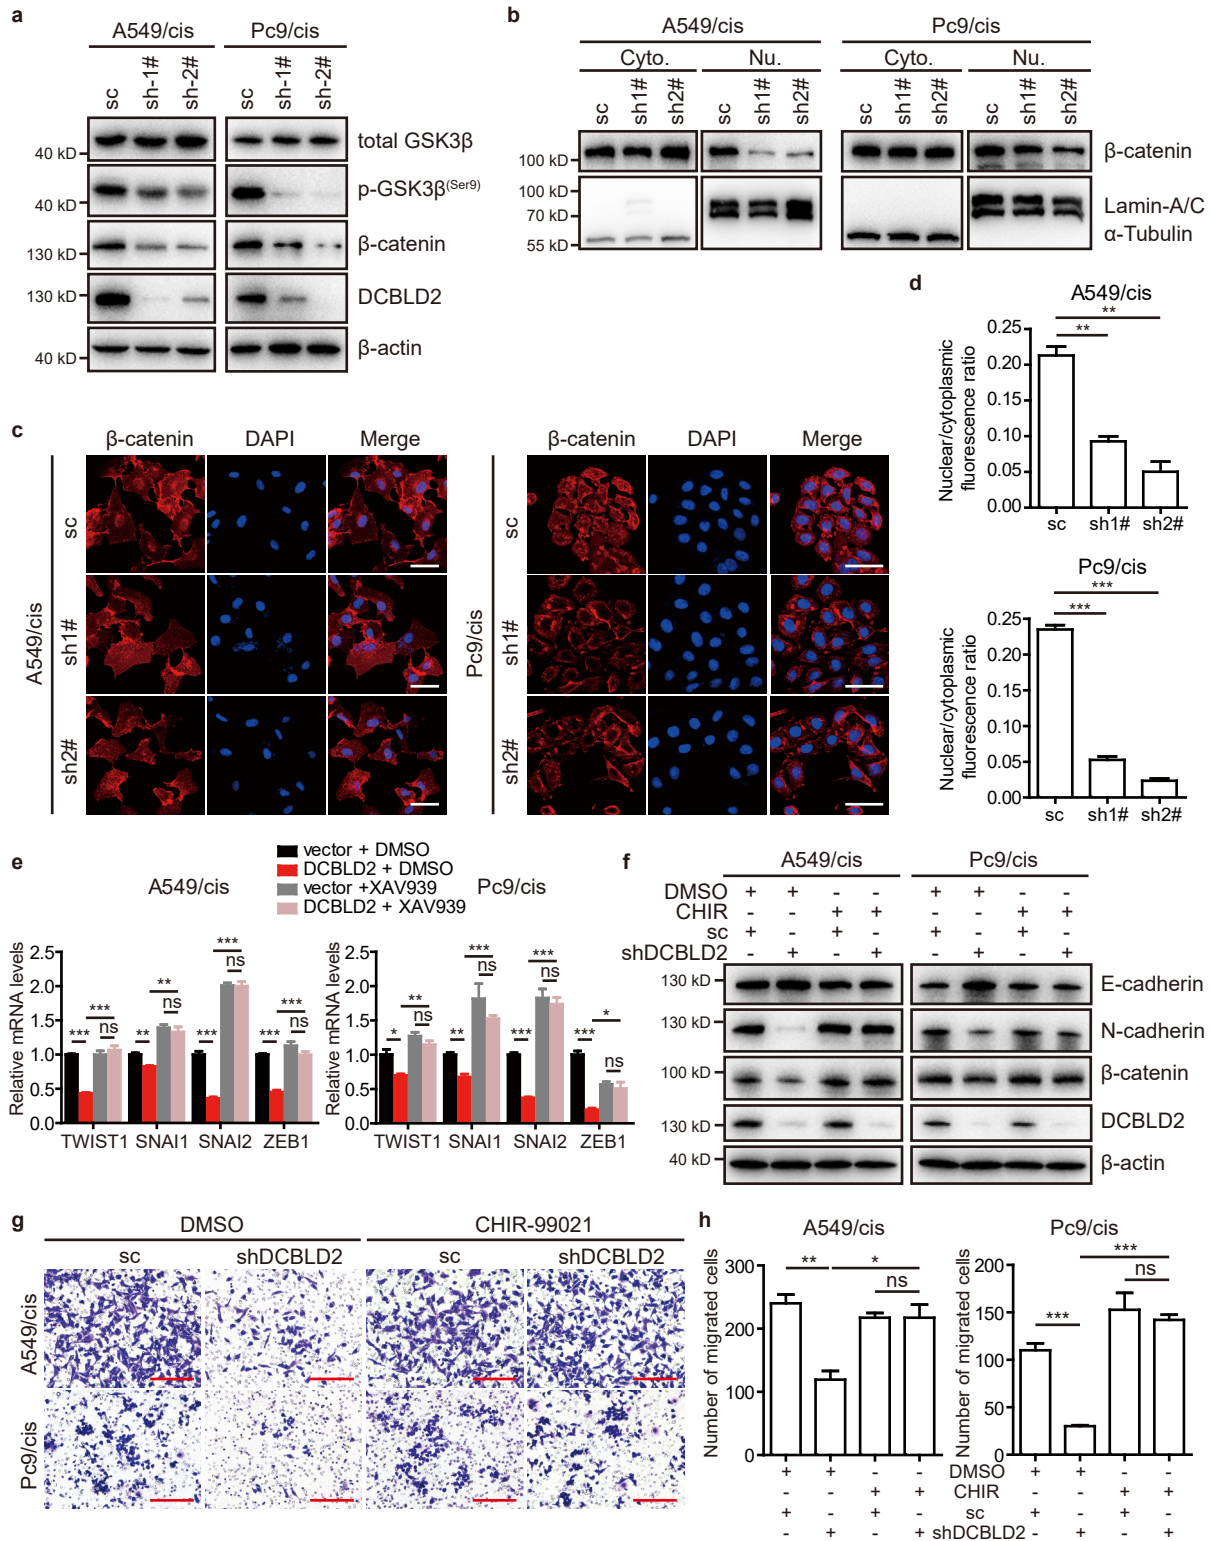 a
A549/cis Pc9/cis
sc sh-1# sh-2# sc sh-1# sh-2#
total GSK3β
40 kD
p-GSK3β(Ser9)
40 kD
β-catenin
130 kD
130 kD DCBLD2
β-actin
40 kD
b
A549/cis Pc9/cis
Cyto. Nu. Cyto. Nu.
sc sh1# sh2# sc sh1# sh2# sc sh1# sh2# sc sh1# sh2#
100 kD β-catenin
100 kD
70 kD Lamin-A/C
55 kD α-Tubulin
c
β-catenin DAPI Merge β-catenin DAPI Merge
A549/cis
sc
sh1#
sh2#
Pc9/cis
sc
sh1#
sh2#
d
A549/cis
Nuclear/cytoplasmic
fluorescence ratio
0.25
0.20
0.15
0.10
0.05
0.00
**
**
sc sh1# sh2#
Pc9/cis
Nuclear/cytoplasmic
fluorescence ratio
0.25
0.20
0.15
0.10
0.05
0.00
***
***
sc sh1# sh2#
e
vector + DMSO
DCBLD2 + DMSO
vector +XAV939
DCBLD2 + XAV939
A549/cis
Relative mRNA levels
2.5
2.0
1.5
1.0
0.5
0.0
*** *** ns
** ** ns
*** *** ns
*** *** ns
TWIST1 SNAI1 SNAI2 ZEB1
Pc9/cis
Relative mRNA levels
2.5
2.0
1.5
1.0
0.5
0.0
* ** ns
** *** ns
*** *** ns
*** * ns
TWIST1 SNAI1 SNAI2 ZEB1
f
A549/cis Pc9/cis
DMSO + + - - + + - -
CHIR - - + + - - + +
sc + - + - + - + -
shDCBLD2 - + - + - + - +
130 kD E-cadherin
130 kD N-cadherin
100 kD β-catenin
130 kD DCBLD2
40 kD β-actin
g
DMSO CHIR-99021
sc shDCBLD2 sc shDCBLD2
A549/cis
Pc9/cis
h
A549/cis
Number of migrated cells
300
200
100
0
** *
ns
Pc9/cis
Number of migrated cells
200
150
100
50
0
***
ns
***
+ + - - DMSO + + - -
- - + + CHIR - - + +
+ - + - sc + - + -
- + - + shDCBLD2 - + - +